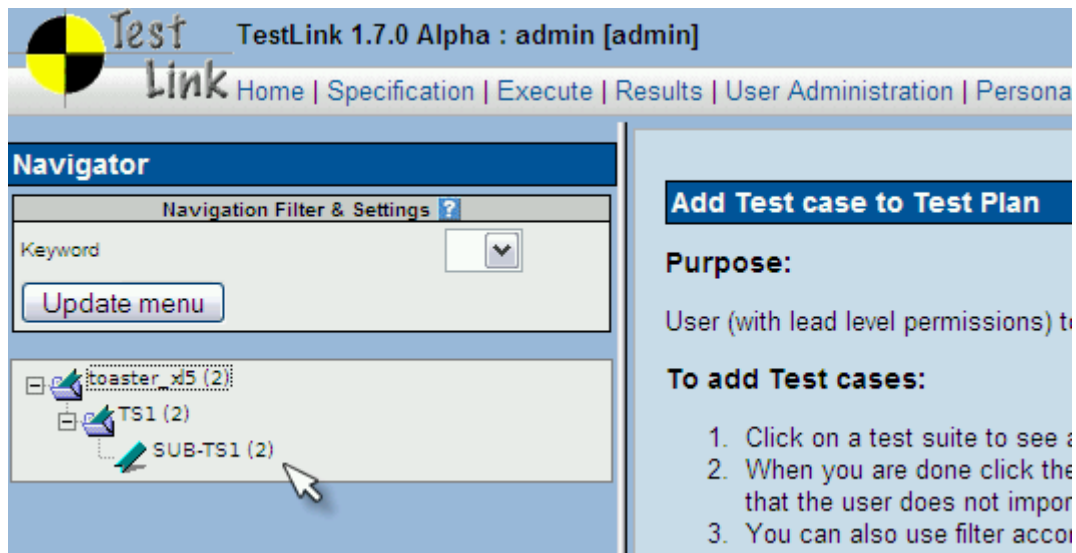 Test Link
TestLink 1.7.0 Alpha : admin [admin]
Home | Specification | Execute | Results | User Administration | Persona
Navigator
Navigation Filter & Settings ?
Keyword
Update menu
toaster_xl5 (2)
TS1 (2)
SUB-TS1 (2)
Add Test case to Test Plan
Purpose:
User (with lead level permissions) to
To add Test cases:
1. Click on a test suite to see a
2. When you are done click the
that the user does not impor
3. You can also use filter accor